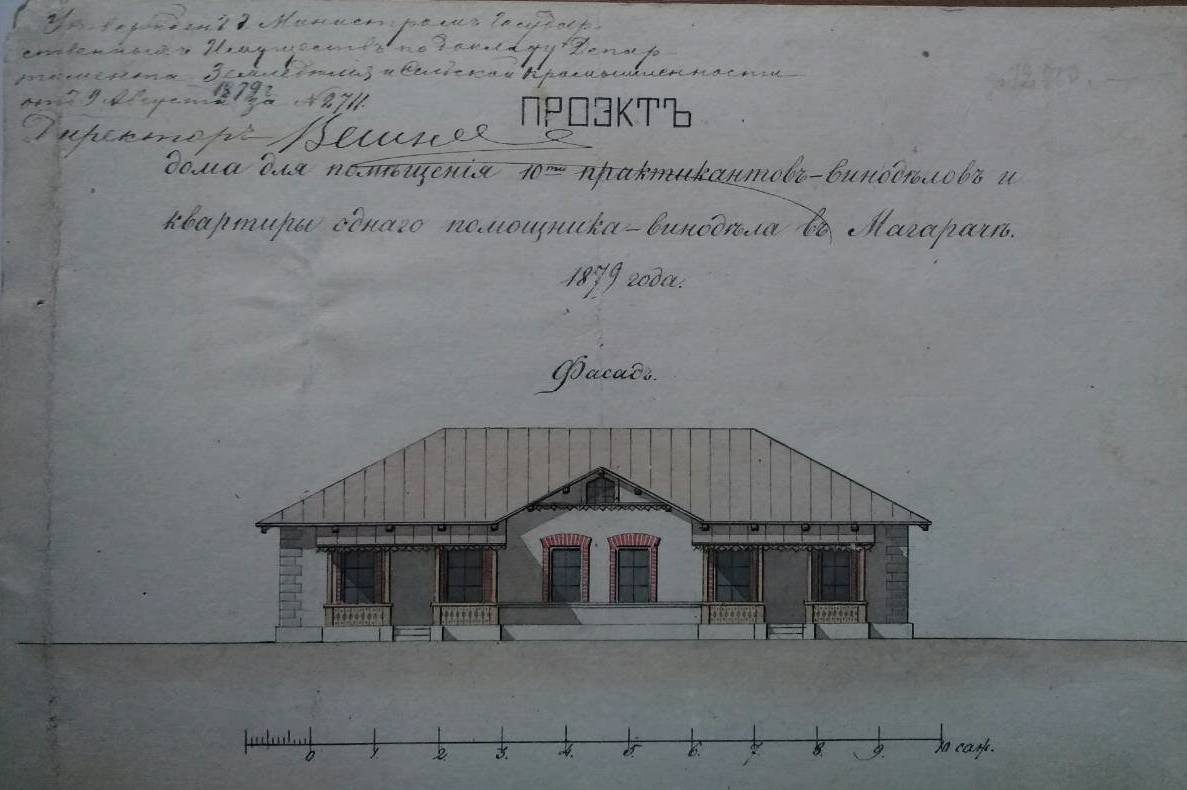 Утвержденъ Министромъ Государ-
ственныхъ Имуществъ по докладу Депар-
тамента Земледѣлія и Сельской промышленности
отъ 9 Августа 1879 г за № 2711.
Директоръ
ПРОЭКТЪ
дома для помѣщенія 10ти практикантовъ-винодѣловъ и
квартиры однаго помощника-винодѣла въ Магарачѣ.
1879 года.
Фасадъ.
0 1 2 3. 4. 5. 6. 7. 8. 9. 10 саж.